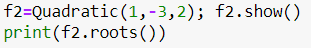 f2=Quadratic(1,-3,2); f2.show()
print(f2.roots())